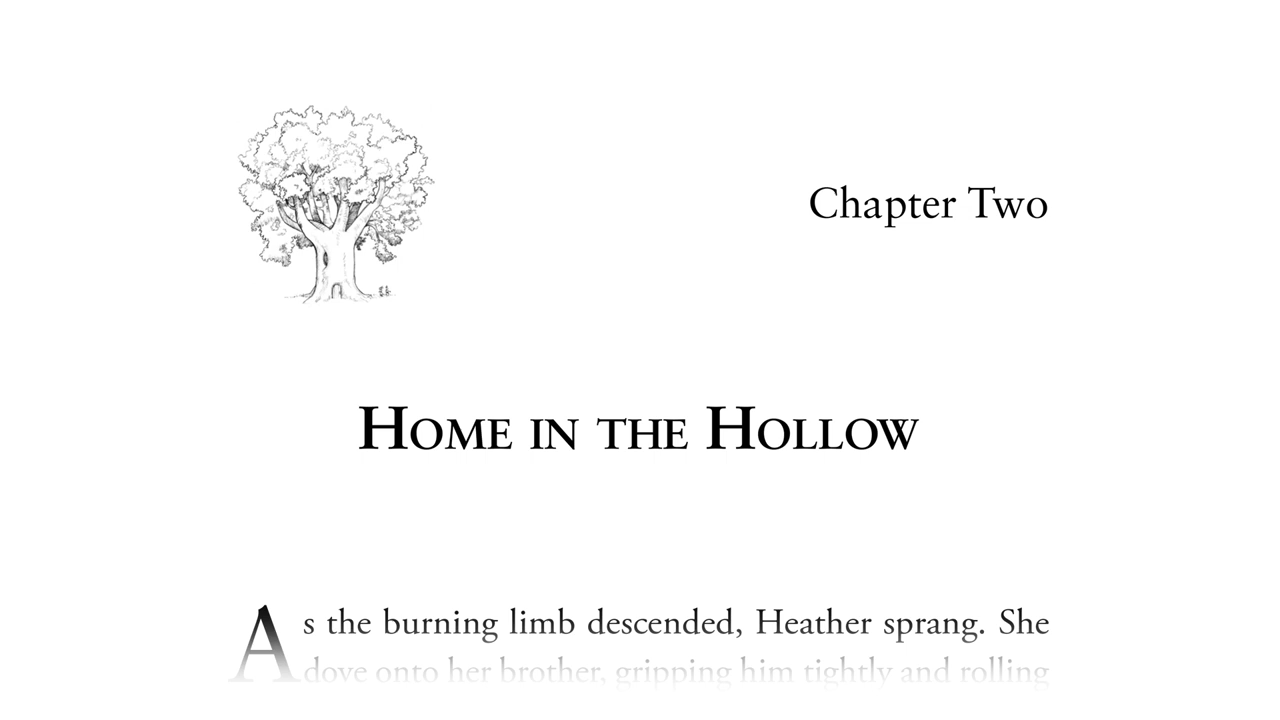 Chapter Two
Home in the Hollow
As the burning limb descended, Heather sprang. She
dove onto her brother, gripping him tightly and rolling